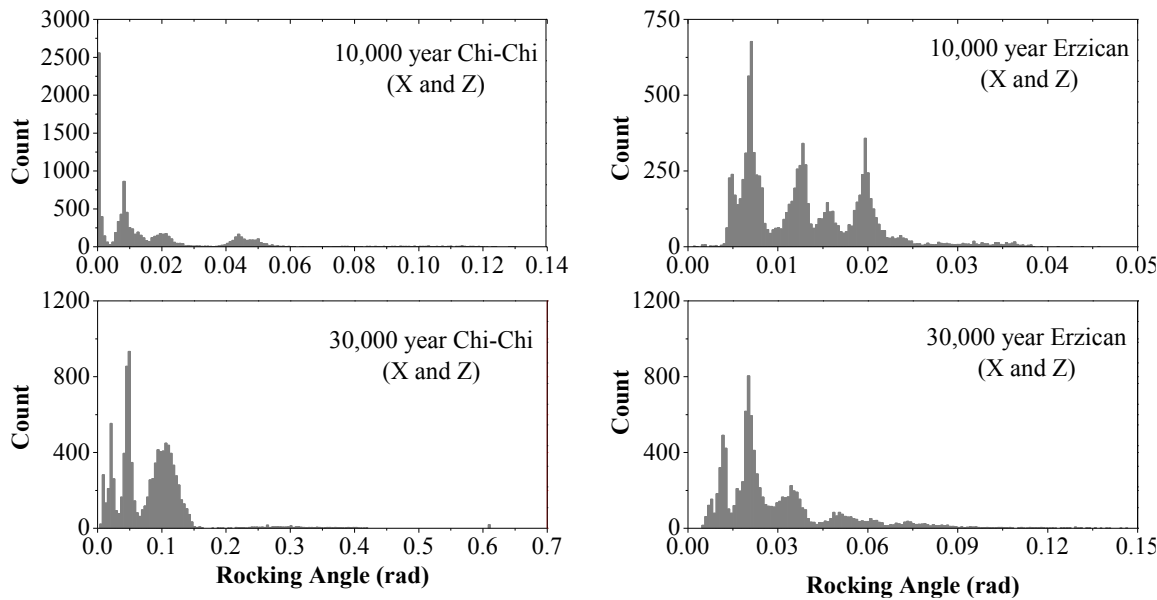 3000
2500
2000
1500
1000
500
0
Count
10,000 year Chi-Chi
(X and Z)
0.00 0.02 0.04 0.06 0.08 0.10 0.12 0.14
750
500
250
0
Count
10,000 year Erzican
(X and Z)
0.00 0.01 0.02 0.03 0.04 0.05
1200
800
400
0
Count
30,000 year Chi-Chi
(X and Z)
0.0 0.1 0.2 0.3 0.4 0.5 0.6 0.7
Rocking Angle (rad)
1200
800
400
0
Count
30,000 year Erzican
(X and Z)
0.00 0.03 0.06 0.09 0.12 0.15
Rocking Angle (rad)